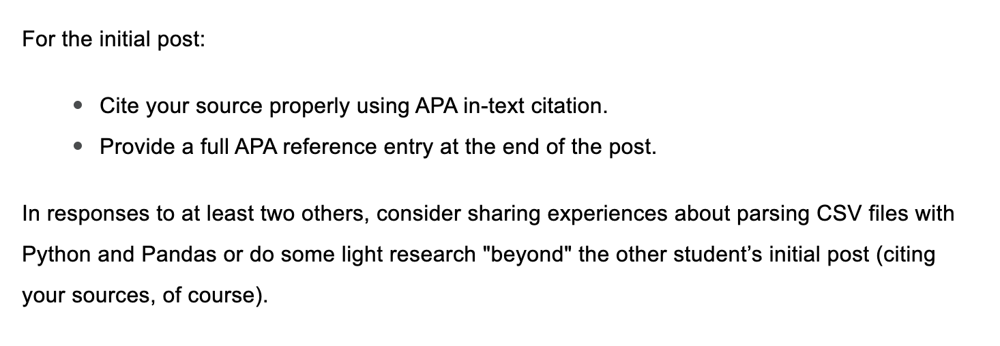 For the initial post:
• Cite your source properly using APA in-text citation.
• Provide a full APA reference entry at the end of the post.
In responses to at least two others, consider sharing experiences about parsing CSV files with
Python and Pandas or do some light research "beyond" the other student’s initial post (citing
your sources, of course).